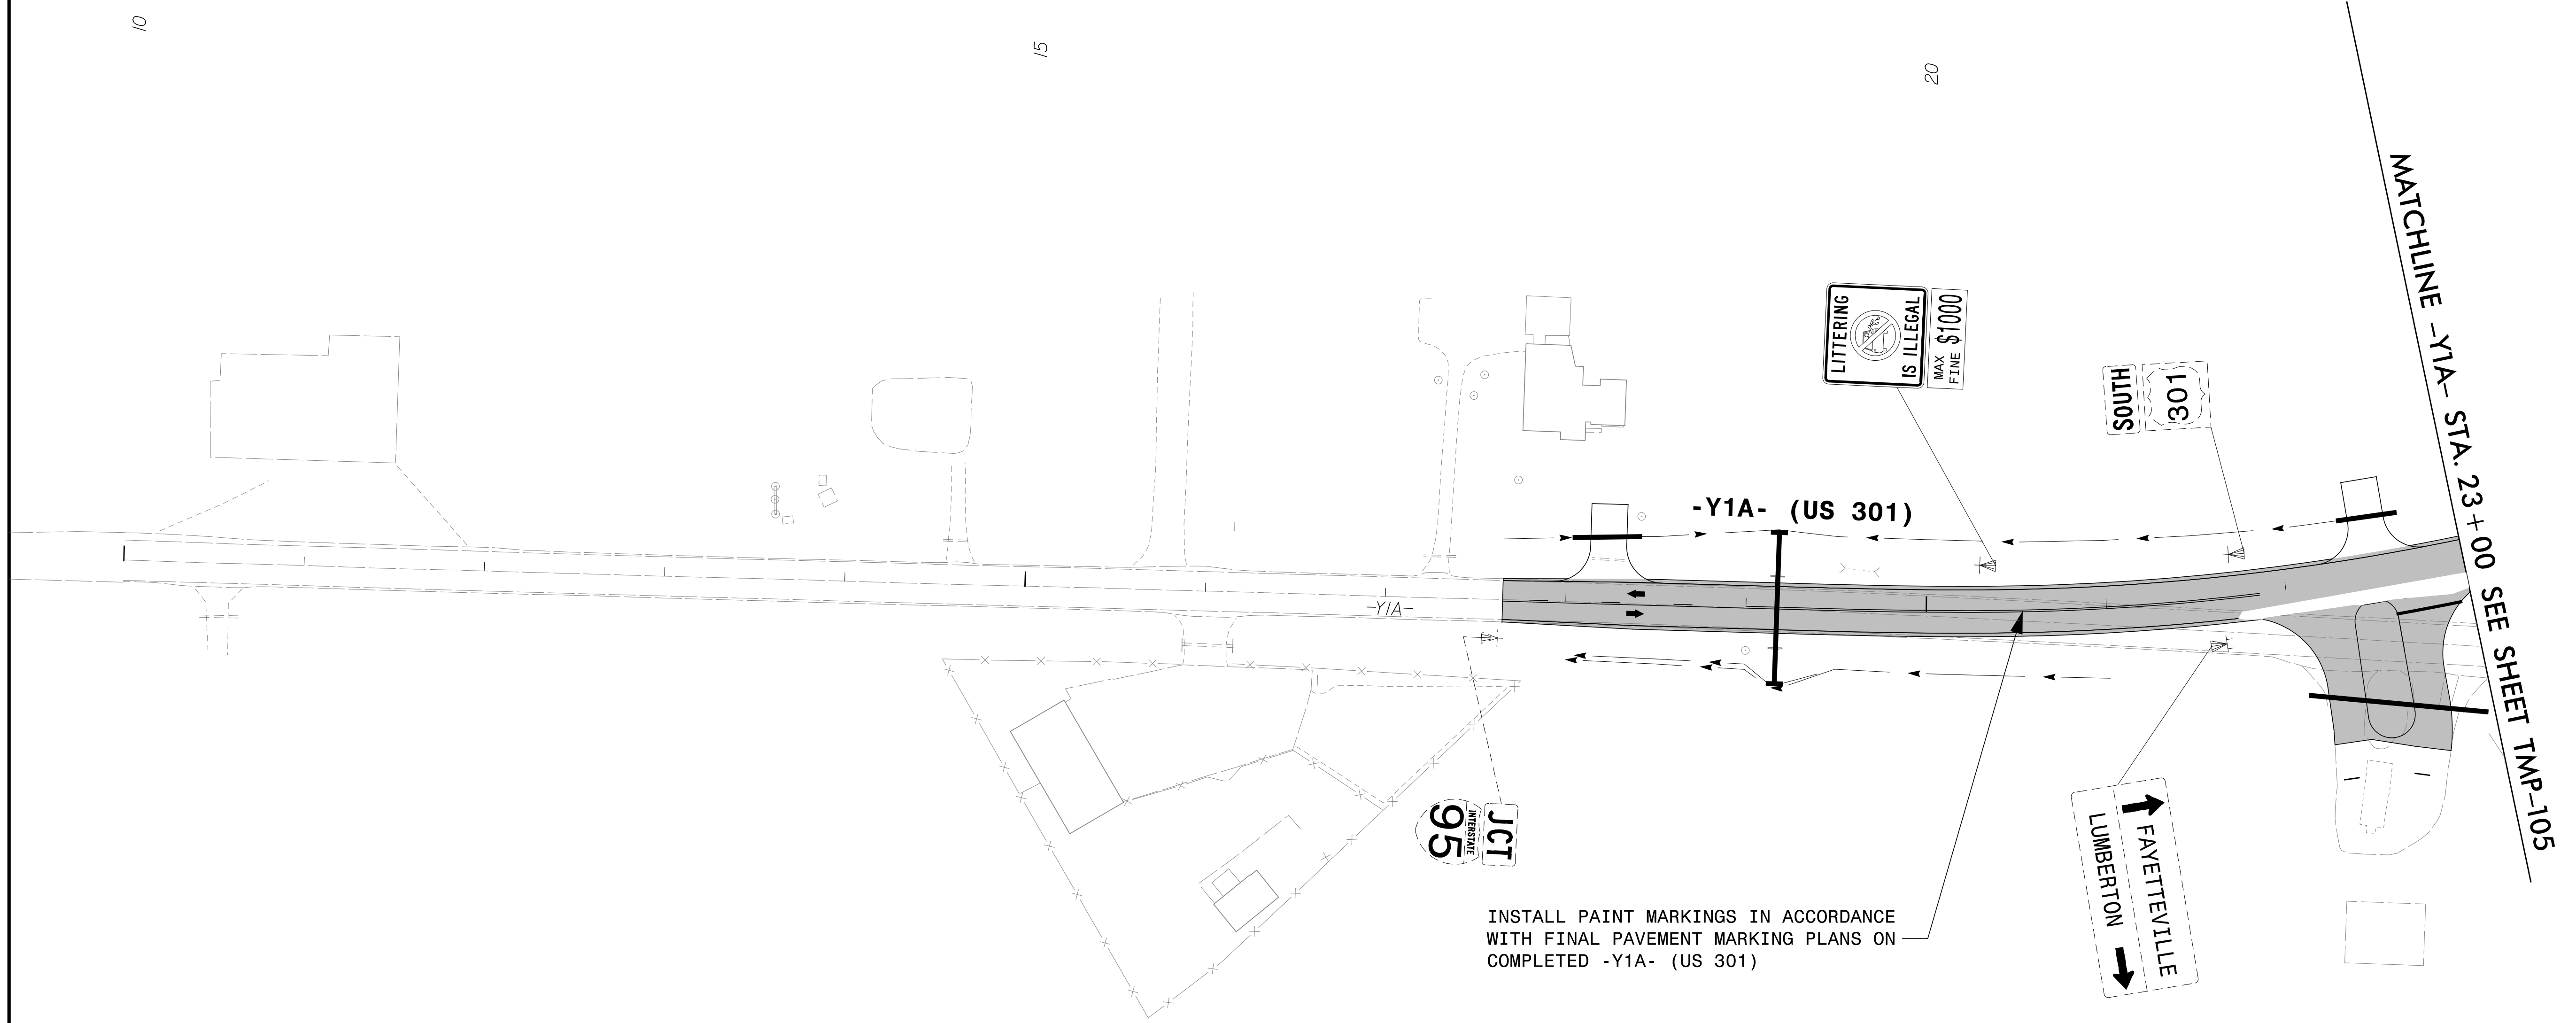 10
15
20
MATCHLINE -Y1A- STA. 23+00 SEE SHEET TMP-105
LITTERING
IS ILLEGAL
MAX
FINE $1000
SOUTH
301
-Y1A- (US 301)
-Y1A-
JCT
INTERSTATE
95
FAYETTEVILLE
LUMBERTON
INSTALL PAINT MARKINGS IN ACCORDANCE
WITH FINAL PAVEMENT MARKING PLANS ON
COMPLETED -Y1A- (US 301)